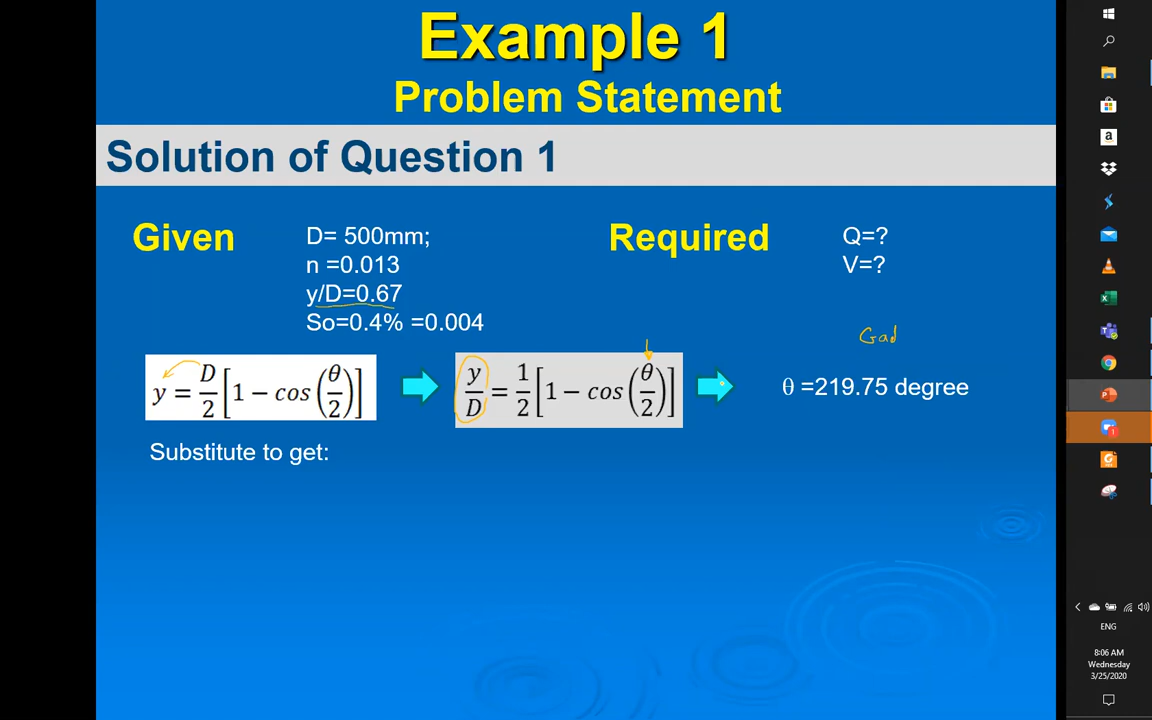 Example 1
Problem Statement
Solution of Question 1
Given
D= 500mm;
n =0.013
y/D=0.67
So=0.4% =0.004
Required
Q=?
V=?
y = D/2 [1 − cos (θ/2)]
y/D = 1/2 [1 − cos (θ/2)]
θ =219.75 degree
Substitute to get:
ENG
8:06 AM
Wednesday
3/25/2020